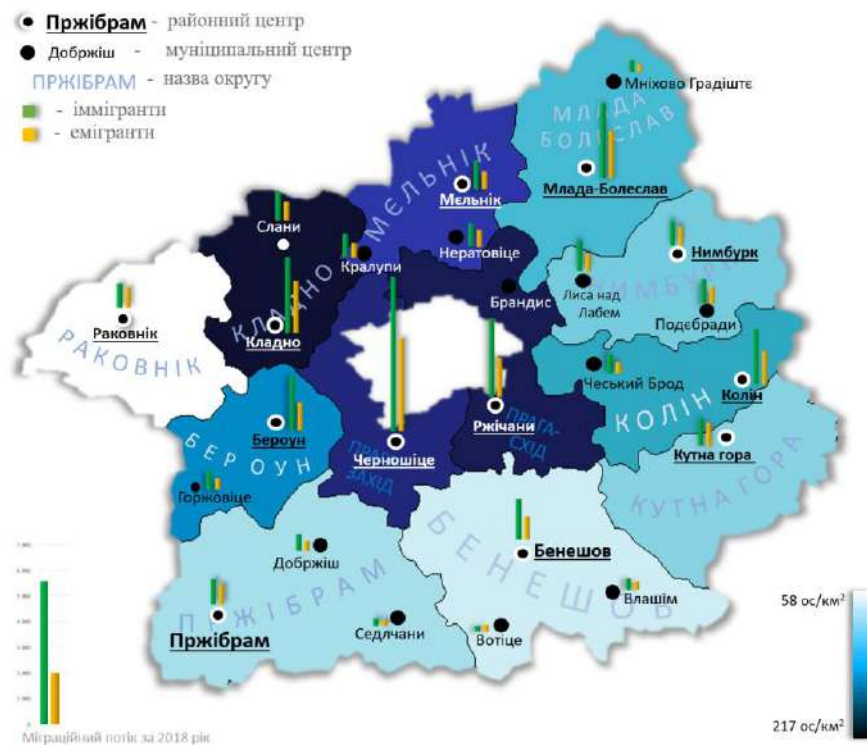 Пржібрам - районний центр
Добржіш - муніципальний центр
ПРЖІБРАМ - назва округу
- іммігранти
- емігранти
Мніхово Градіштє
МЛАДА
БОЛЕСЛАВ
Млада-Болеслав
МЄЛЬНІК
Мєльнік
Слани
Кралупи
Нератовіце
Нимбурк
НИМБУРК
Брандис
Лиса над
Лабем
Подєбради
КЛАДНО
Кладно
Раковнік
РАКОВНІК
Чеський Брод
Колін
КОЛІН
Ржічани
ПРАГА-
СХІД
Бероун
БЕРОУН
Черношіце
ЗАХІД
Кутна гора
КУТНА ГОРА
Горжовіце
Добржіш
Бенешов
БЕНЕШОВ
Влашім
ПРЖІБРАМ
Пржібрам
Седлчани
Вотіце
58 ос/км²
217 ос/км²
Міграційний потік за 2018 рік